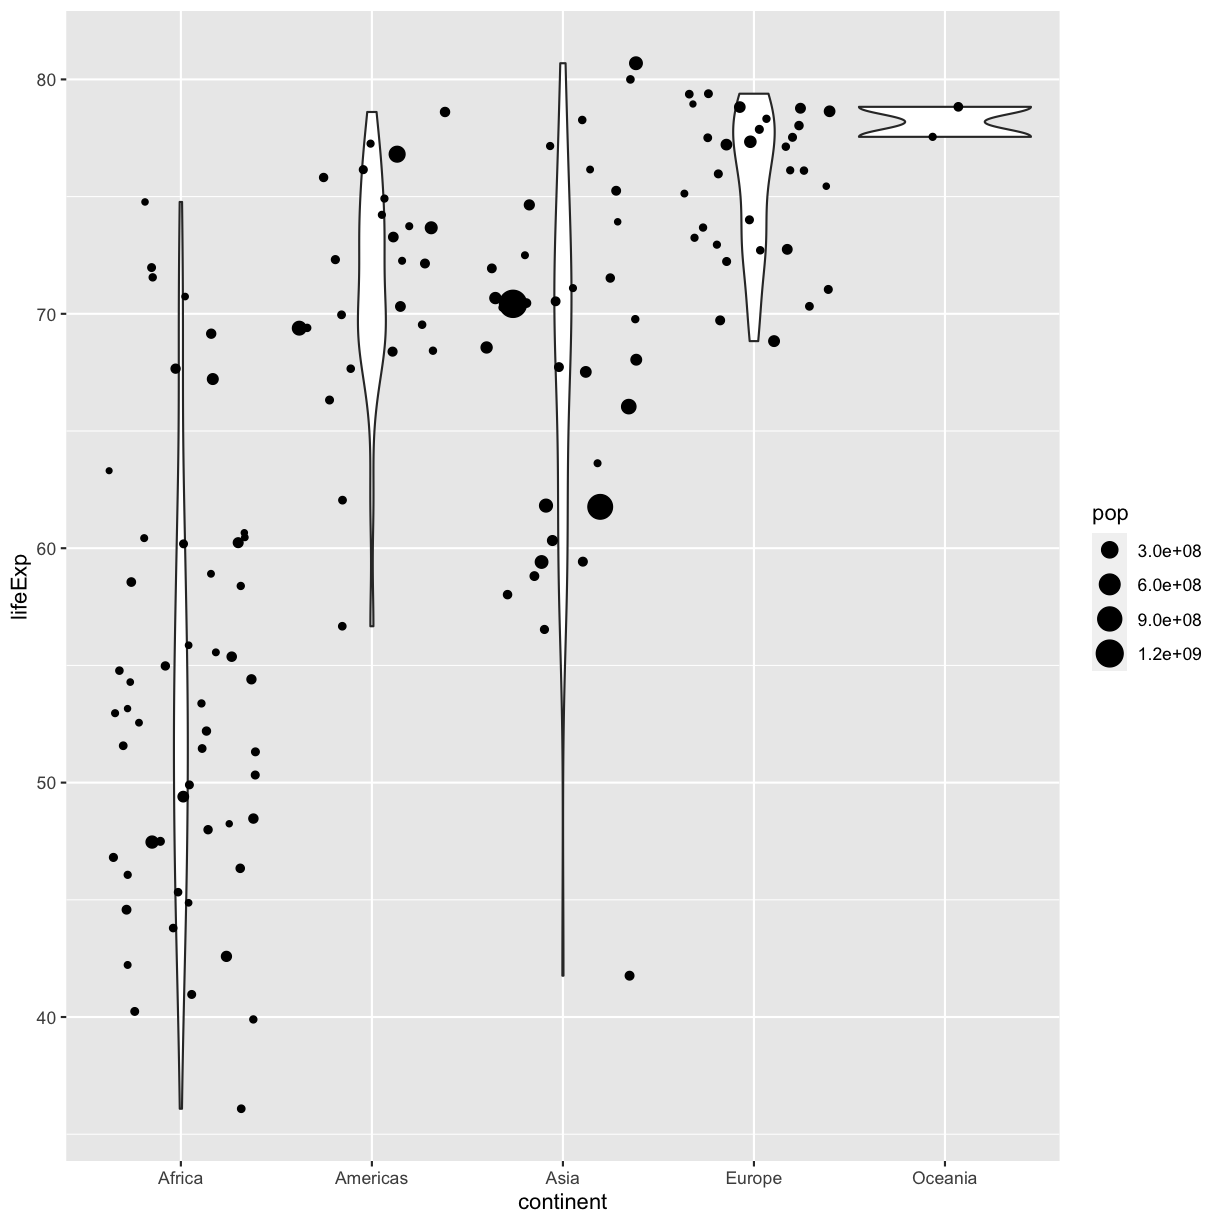 80
70
60
50
40
lifeExp
Africa
Americas
Asia
Europe
Oceania
continent
pop
3.0e+08
6.0e+08
9.0e+08
1.2e+09